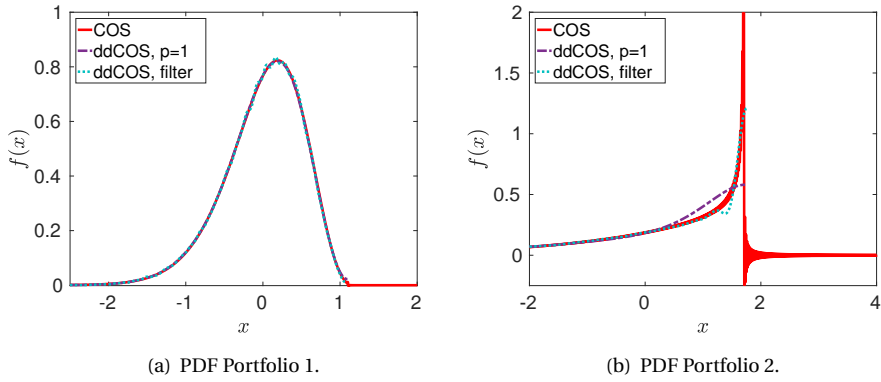 COS
ddCOS, p=1
ddCOS, filter
f(x)
1
0.8
0.6
0.4
0.2
0
-2
-1
0
1
2
x
(a) PDF Portfolio 1.
COS
ddCOS, p=1
ddCOS, filter
f(x)
2
1.5
1
0.5
0
-2
0
2
4
x
(b) PDF Portfolio 2.